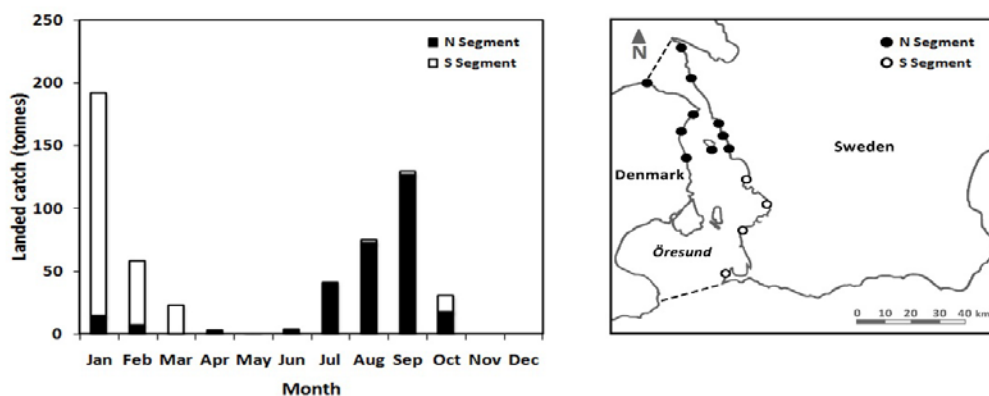 250
200
150
100
50
0
Landed catch (tonnes)
N Segment
S Segment
Jan Feb Mar Apr May Jun Jul Aug Sep Oct Nov Dec
Month
N
N Segment
S Segment
Sweden
Denmark
Öresund
0 10 20 30 40 km